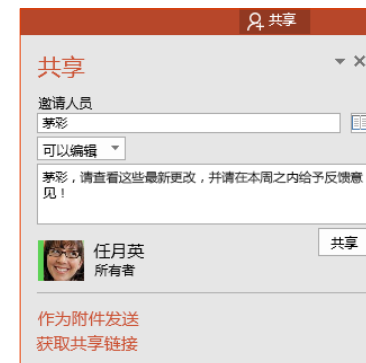 共享
共享
邀请人员
茅彩
可以编辑
茅彩，请查看这些最新更改，并请在本周之内给予反馈意
见！
共享
任月英
所有者
作为附件发送
获取共享链接